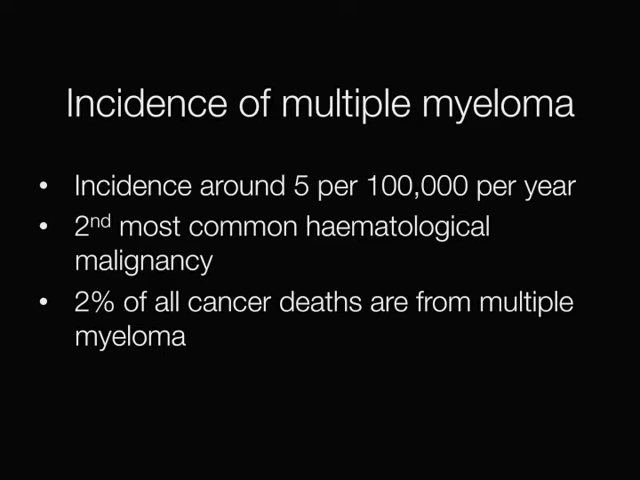 Incidence of multiple myeloma
• Incidence around 5 per 100,000 per year
• 2nd most common haematological
malignancy
• 2% of all cancer deaths are from multiple
myeloma